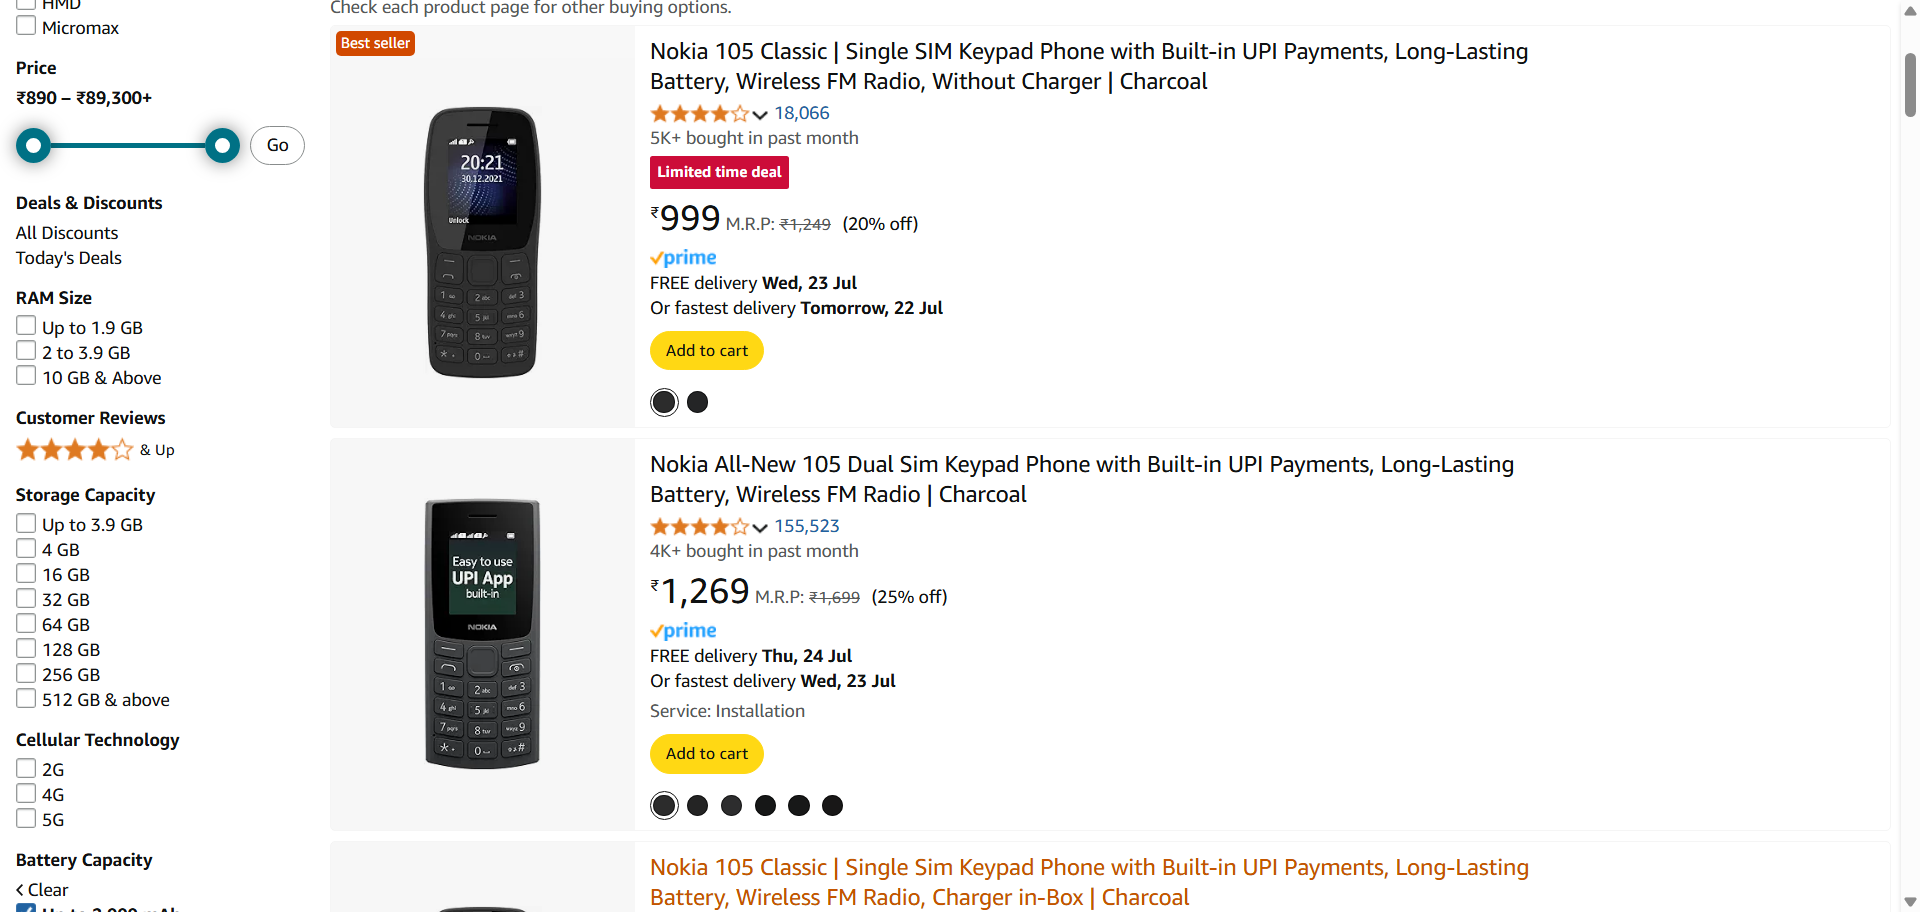 HMD
Micromax
Price
₹890 – ₹89,300+
Go
Deals & Discounts
All Discounts
Today's Deals
RAM Size
Up to 1.9 GB
2 to 3.9 GB
10 GB & Above
Customer Reviews
& Up
Storage Capacity
Up to 3.9 GB
4 GB
16 GB
32 GB
64 GB
128 GB
256 GB
512 GB & above
Cellular Technology
2G
4G
5G
Battery Capacity
Clear
Check each product page for other buying options.
Best seller
20:21
30.12.2021
Unlock
NOKIA
Nokia 105 Classic | Single SIM Keypad Phone with Built-in UPI Payments, Long-Lasting
Battery, Wireless FM Radio, Without Charger | Charcoal
18,066
5K+ bought in past month
Limited time deal
₹999 M.R.P: ₹1,249 (20% off)
prime
FREE delivery Wed, 23 Jul
Or fastest delivery Tomorrow, 22 Jul
Add to cart
Easy to use
UPI App
built-in
NOKIA
Nokia All-New 105 Dual Sim Keypad Phone with Built-in UPI Payments, Long-Lasting
Battery, Wireless FM Radio | Charcoal
155,523
4K+ bought in past month
₹1,269 M.R.P: ₹1,699 (25% off)
prime
FREE delivery Thu, 24 Jul
Or fastest delivery Wed, 23 Jul
Service: Installation
Add to cart
Nokia 105 Classic | Single Sim Keypad Phone with Built-in UPI Payments, Long-Lasting
Battery, Wireless FM Radio, Charger in-Box | Charcoal